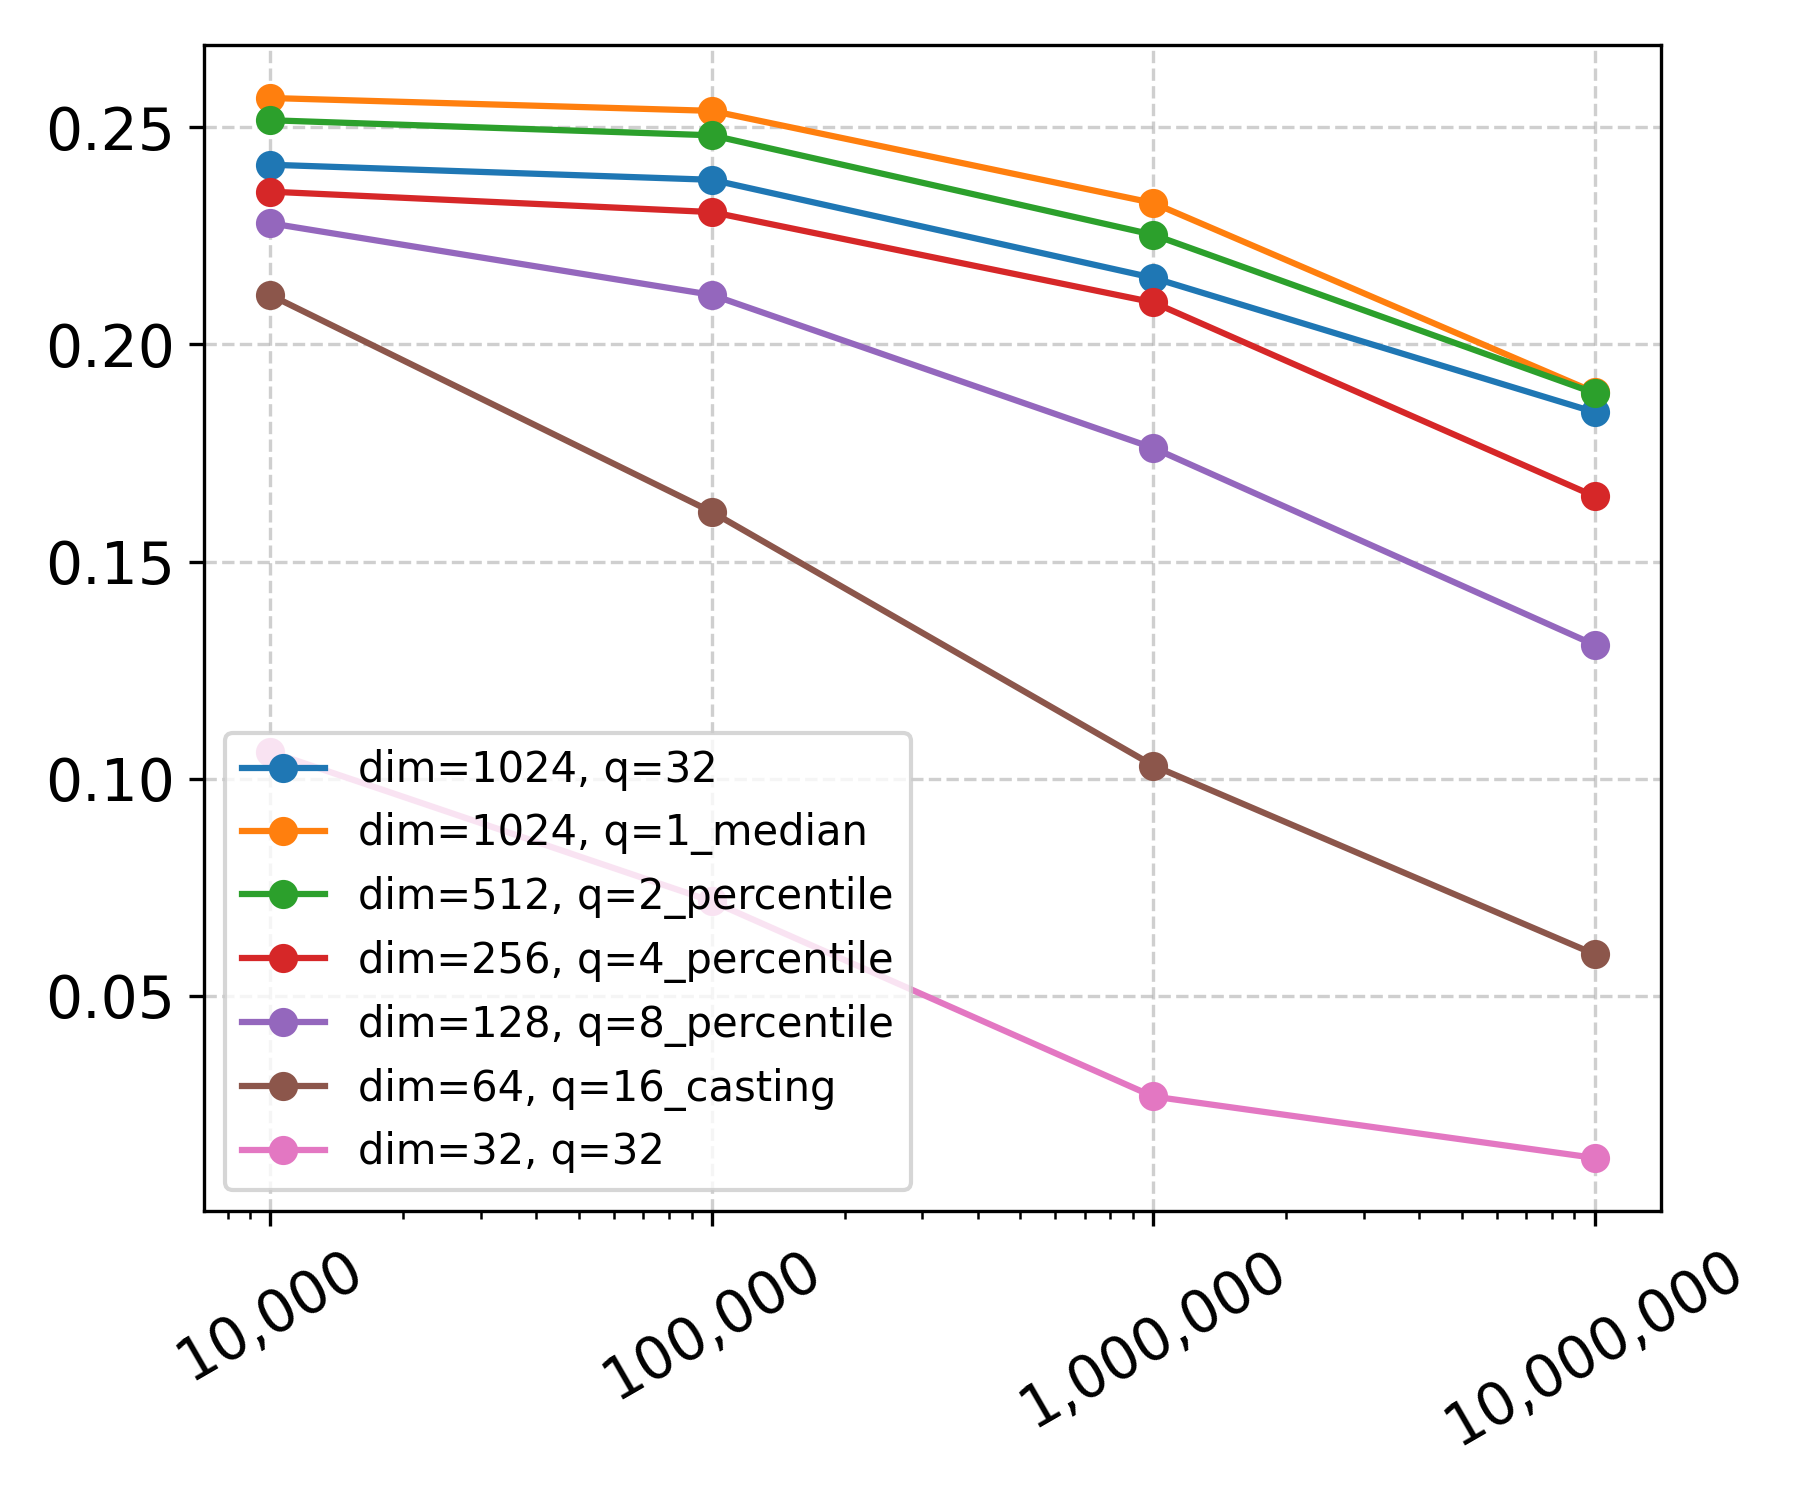 0.25
0.20
0.15
0.10
0.05
dim=1024, q=32
dim=1024, q=1_median
dim=512, q=2_percentile
dim=256, q=4_percentile
dim=128, q=8_percentile
dim=64, q=16_casting
dim=32, q=32
10,000
100,000
1,000,000
10,000,000